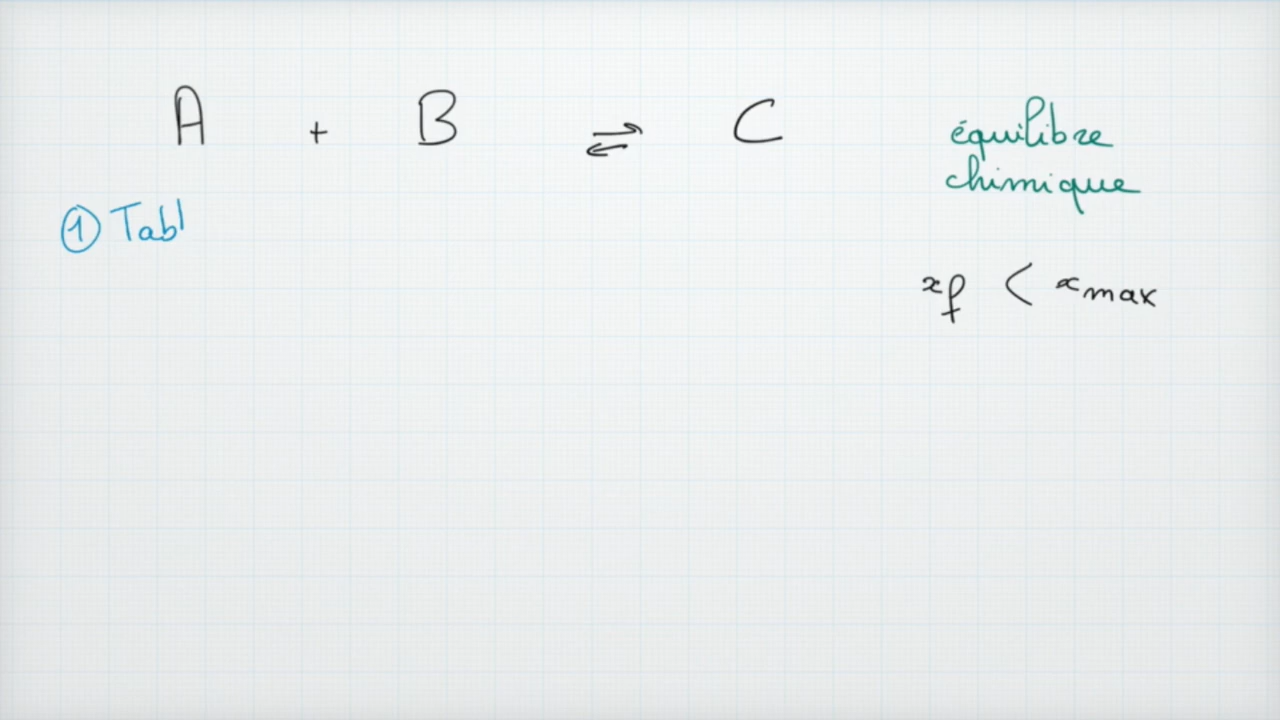 A + B ⇌ C
équilibre
chimique
① Tabl
xf < xmax